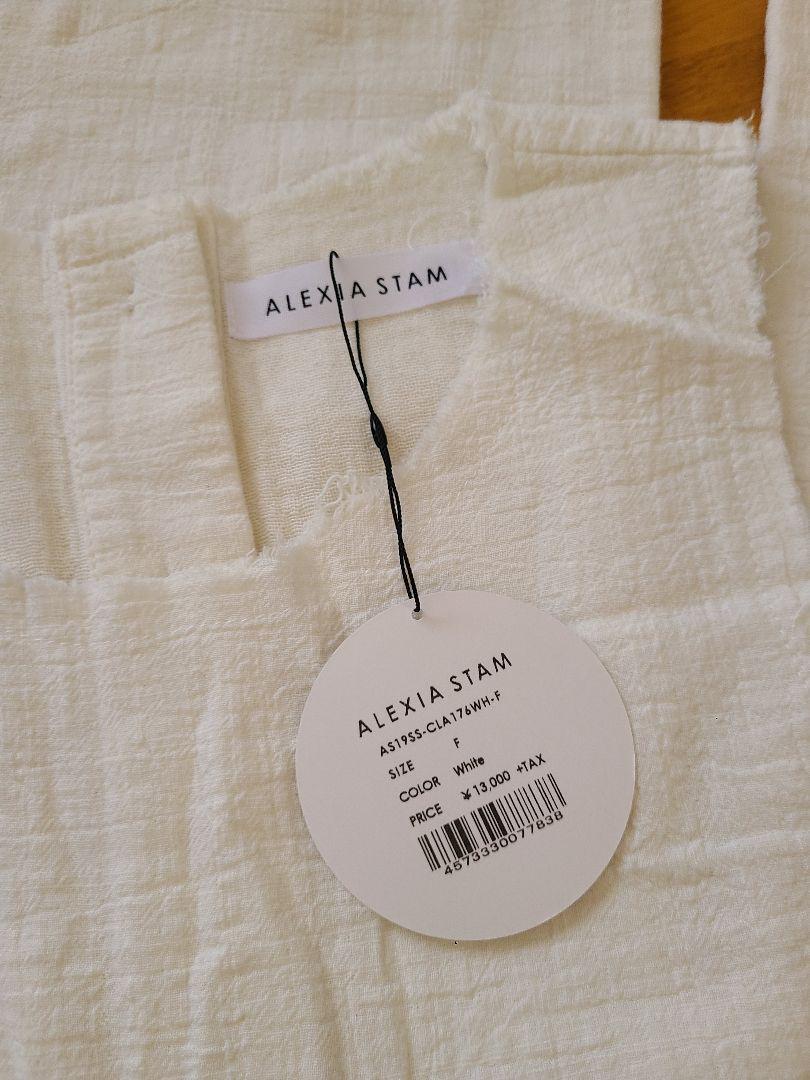 ALEXIA STAM
ALEXIA STAM
AS19SS-CLA176WH-F
SIZE F
COLOR White
PRICE ¥13,000 +TAX
4573330077838